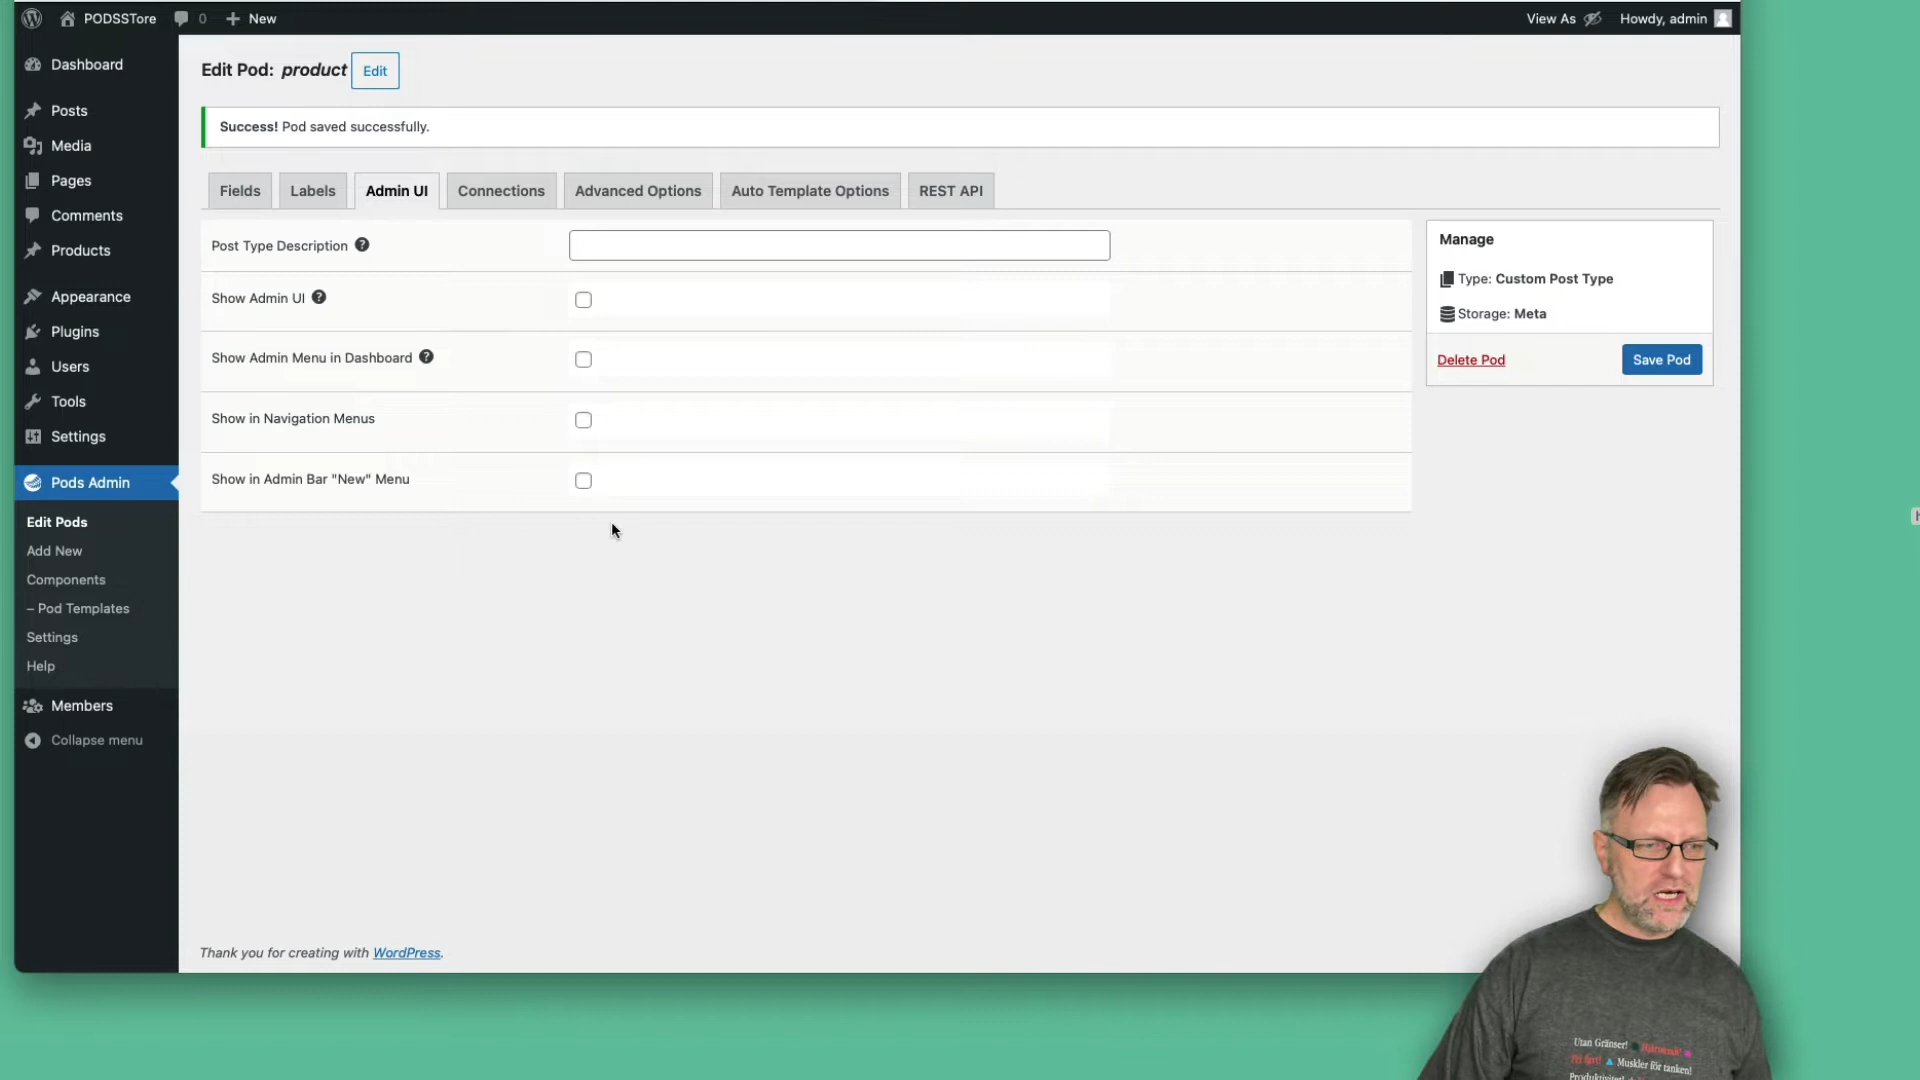 PODSSTore 0 New View As Howdy, admin
Dashboard
Posts
Media
Pages
Comments
Products
Appearance
Plugins
Users
Tools
Settings
Pods Admin
Edit Pods
Add New
Components
– Pod Templates
Settings
Help
Members
Collapse menu
Edit Pod: product Edit
Success! Pod saved successfully.
Fields Labels Admin UI Connections Advanced Options Auto Template Options REST API
Post Type Description ?
Show Admin UI ?
Show Admin Menu in Dashboard ?
Show in Navigation Menus
Show in Admin Bar "New" Menu
Manage
Type: Custom Post Type
Storage: Meta
Delete Pod Save Pod
Thank you for creating with WordPress.
Utan Gränser!
Muskler för tanken!